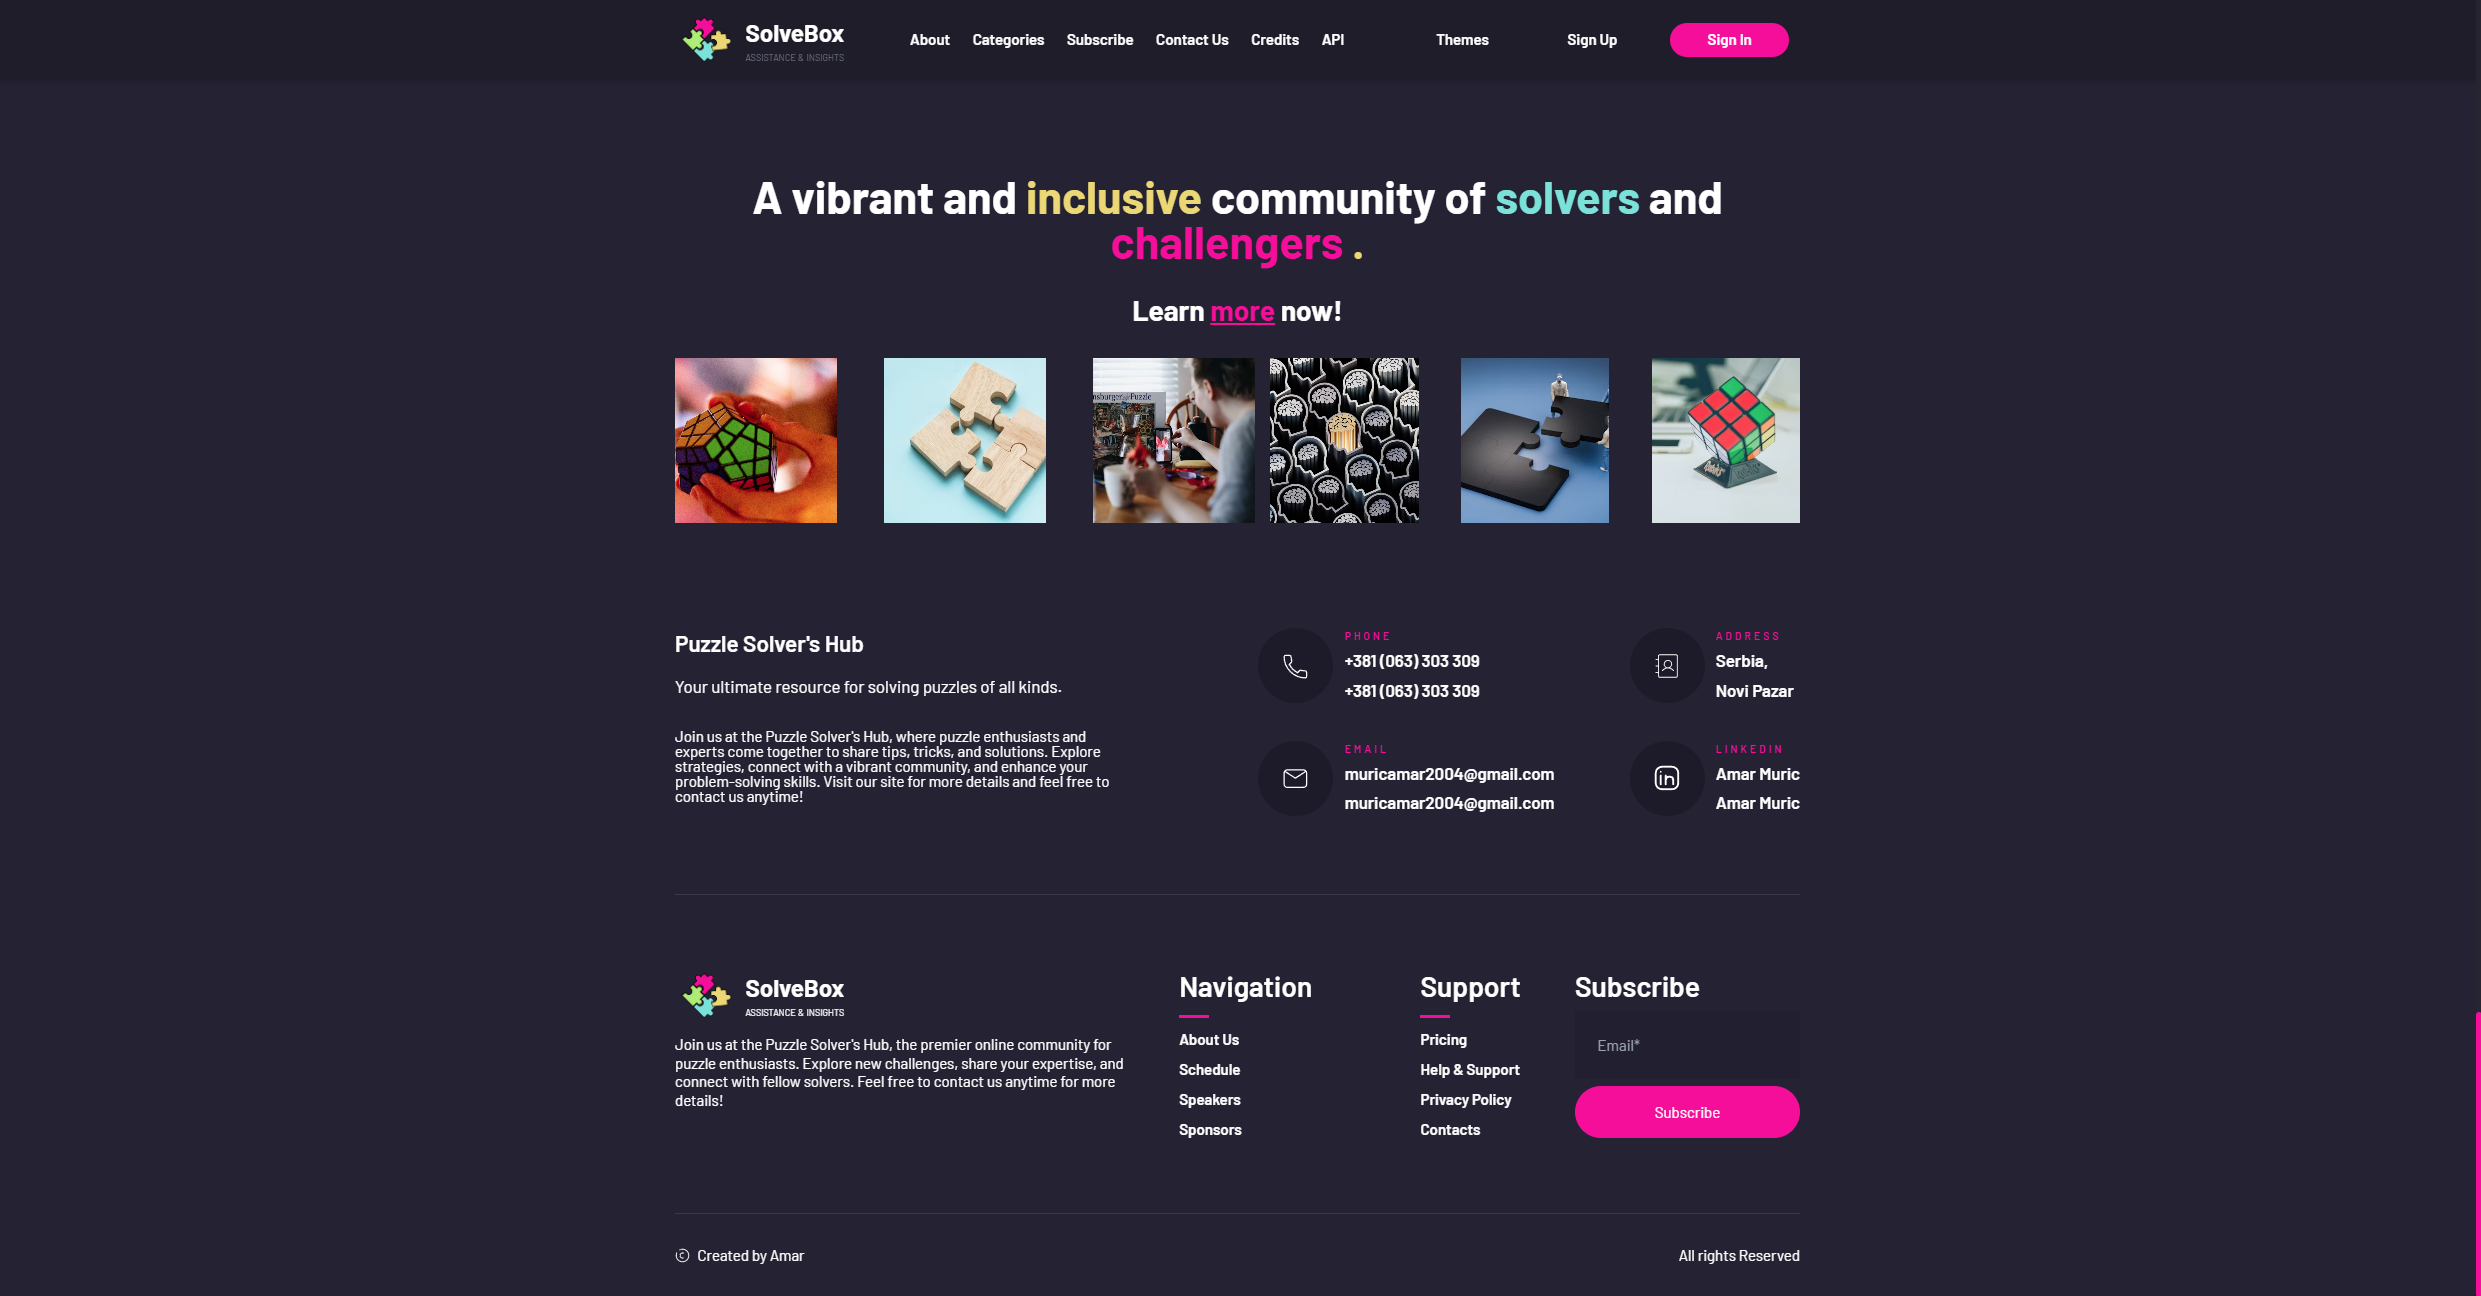 SolveBox
ASSISTANCE & INSIGHTS
About Categories Subscribe Contact Us Credits API Themes Sign Up Sign In
A vibrant and inclusive community of solvers and
challengers .
Learn more now!
nsburger Puzzle
Puzzle Solver's Hub
Your ultimate resource for solving puzzles of all kinds.
Join us at the Puzzle Solver's Hub, where puzzle enthusiasts and
experts come together to share tips, tricks, and solutions. Explore
strategies, connect with a vibrant community, and enhance your
problem-solving skills. Visit our site for more details and feel free to
contact us anytime!
PHONE
+381 (063) 303 309
+381 (063) 303 309
ADDRESS
Serbia,
Novi Pazar
EMAIL
muricamar2004@gmail.com
muricamar2004@gmail.com
LINKEDIN
in
Amar Muric
Amar Muric
SolveBox
ASSISTANCE & INSIGHTS
Join us at the Puzzle Solver's Hub, the premier online community for
puzzle enthusiasts. Explore new challenges, share your expertise, and
connect with fellow solvers. Feel free to contact us anytime for more
details!
Navigation
About Us
Schedule
Speakers
Sponsors
Support
Pricing
Help & Support
Privacy Policy
Contacts
Subscribe
Email*
Subscribe
© Created by Amar
All rights Reserved